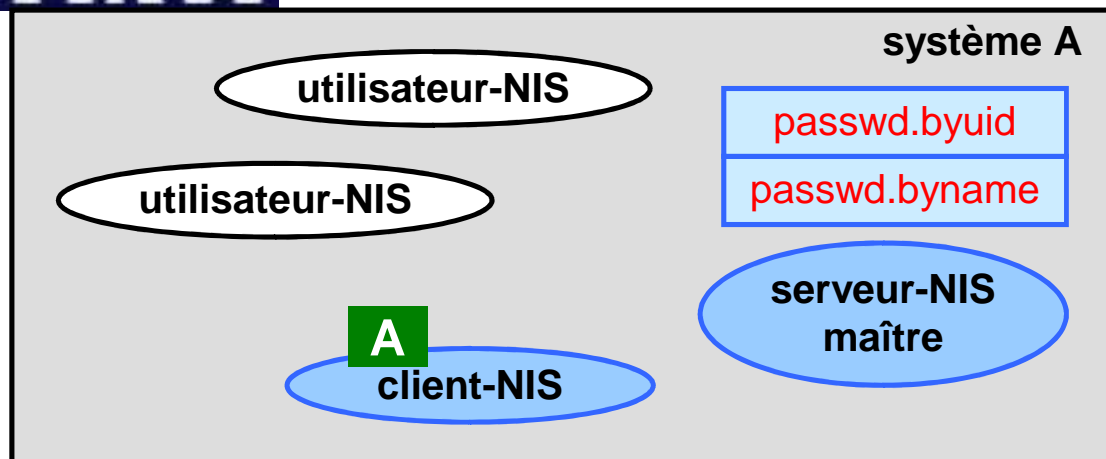 système A
utilisateur-NIS
passwd.byuid
utilisateur-NIS
passwd.byname
serveur-NIS
maître
A
client-NIS